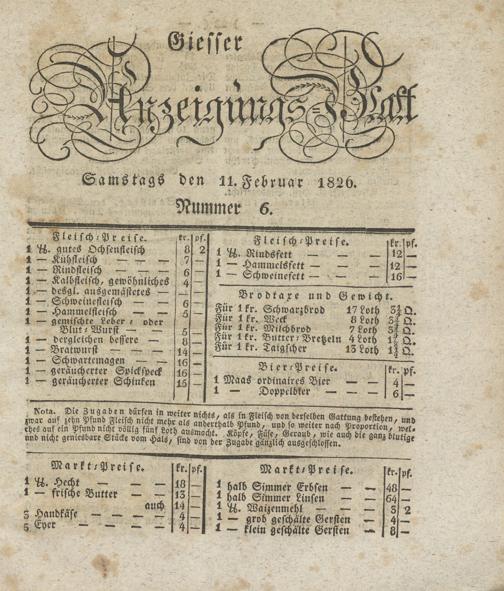 Giesser
Anzeigungs-Blatt
Samstags den 11. Februar 1826.
Nummer 6.
Fleisch-Preise. kr. pf.
1 ℔. gutes Ochsenfleisch 8 2
1 — Kühfleisch — — — 7 —
1 — Rindfleisch — — — 6 —
1 — Kalbfleisch, gewöhnliches 4 —
1 — desgl. ausgemästetes — — —
1 — Schweinefleisch — — 6 —
1 — Hammelfleisch — — 5 —
1 — gemischte Leber- oder
Blut-Wurst — — 5 —
1 — dergleichen bessere — 8 —
1 — Bratwurst — — — 14 —
1 — Schwartemagen — — 16 —
1 — geräucherter Spickspeck 16 —
1 — geräucherter Schinken 15 —
Fleisch-Preise. kr. pf.
1 ℔. Rindsfett — — — 12 —
1 — Hammelsfett — — — 12 —
1 — Schweinefett — — — 16 —
Brodtaxe und Gewicht.
Für 1 kr. Schwarzbrod 17 Loth
Für 1 kr. Weck 8 Loth
Für 1 kr. Milchbrod 7 Loth
Für 1 kr. Butter-Bretzeln 4 Loth
Für 1 kr. Taigscher 13 Loth
Bier-Preise. kr. pf.
1 Maas ordinaires Bier — — 4 —
1 — Doppelbier — — 6 —
Nota. Die Zugaben dürfen in weiter nichts, als in Fleisch von derselben Gattung bestehen, und
zwar auf zehn Pfund Fleisch nicht mehr als anderthalb Pfund, und so weiter nach Proportion, wel-
ches auf ein Pfund nicht völlig fünf Loth ausmacht. Köpfe, Füse, Geraub, wie auch die ganz blutige
und nicht geniesbare Stücke vom Hals, sind von der Zugabe gänzlich ausgeschlossen.
Markt-Preise. kr. pf.
1 ℔. Hecht — — — 18 —
1 — frische Butter — — 13 —
auch 14 —
3 Handkäse — — — — 4 —
5 Eyer — — — — — 4 —
Markt-Preise. kr. pf.
1 halb Simmer Erbsen — — 48 —
1 halb Simmer Linsen — — 64 —
1 ℔. Waizenmehl — — — 3 2
1 — grob geschälte Gersten — 4 —
1 — klein geschälte Gersten — 8 —